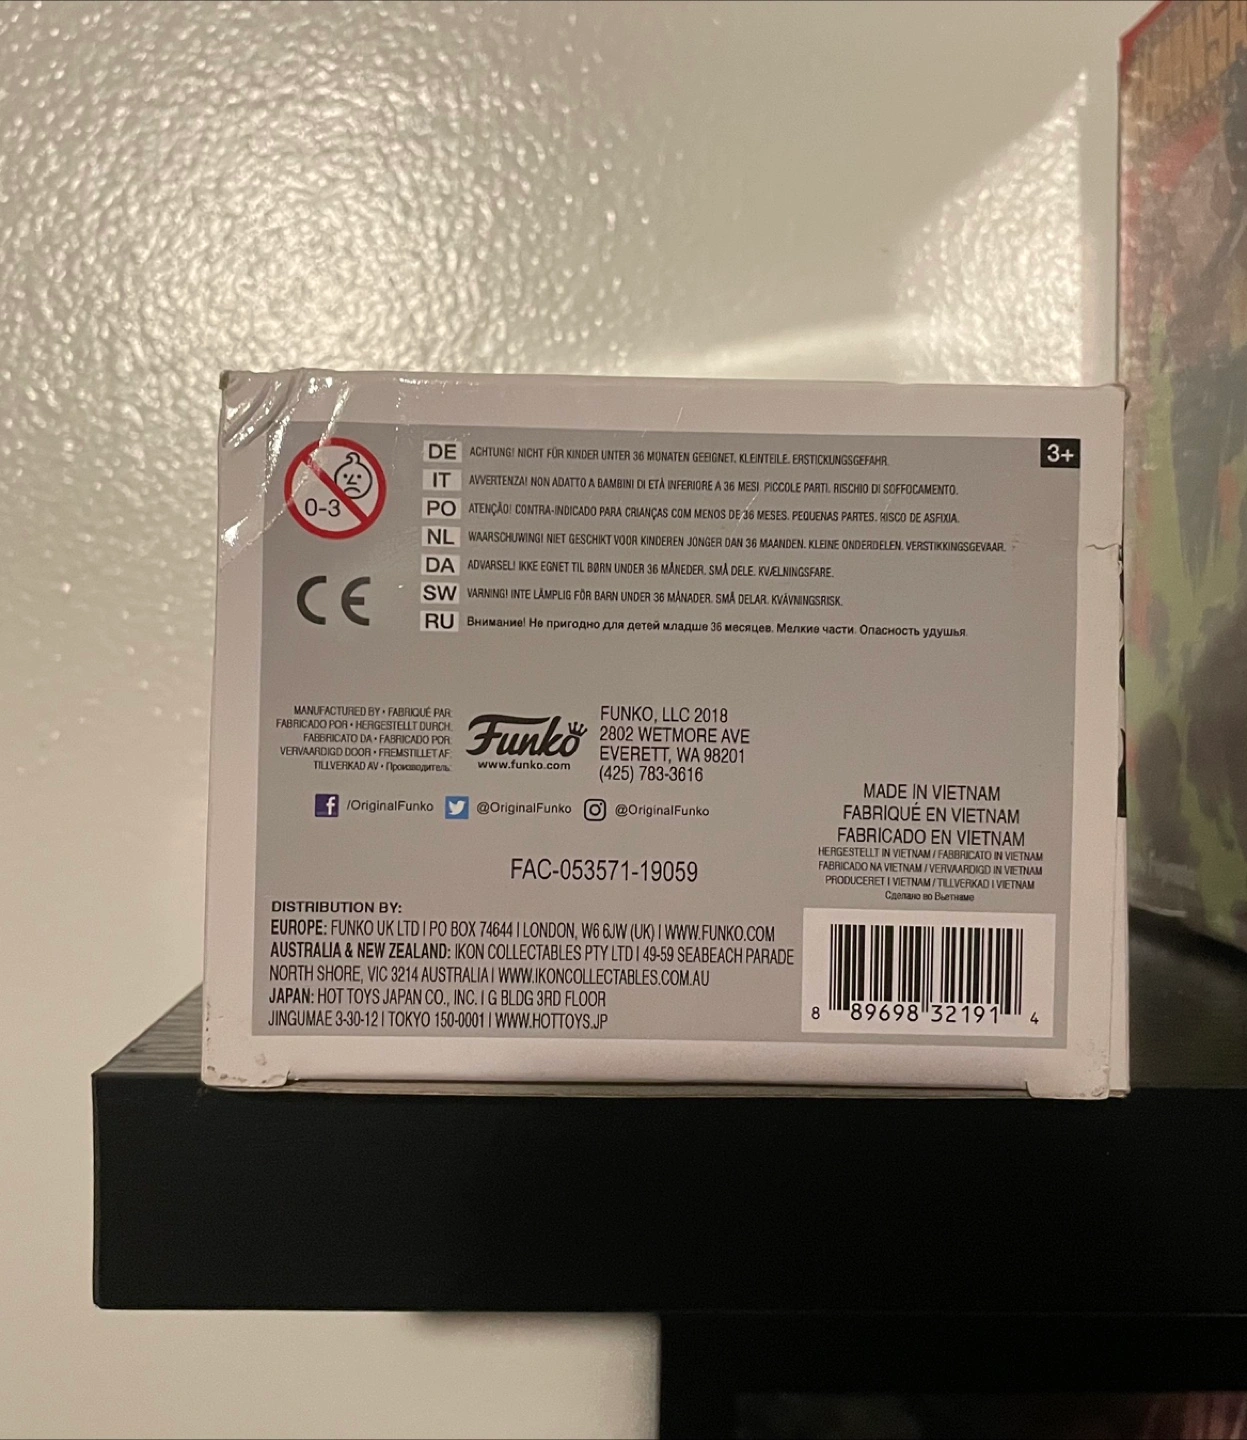 0-3
CE
3+
DE ACHTUNG! NICHT FÜR KINDER UNTER 36 MONATEN GEEIGNET. KLEINTEILE. ERSTICKUNGSGEFAHR.
IT AVVERTENZA! NON ADATTO A BAMBINI DI ETÀ INFERIORE A 36 MESI. PICCOLE PARTI. RISCHIO DI SOFFOCAMENTO.
PO ATENÇÃO! CONTRA-INDICADO PARA CRIANÇAS COM MENOS DE 36 MESES. PEQUENAS PARTES. RISCO DE ASFIXIA.
NL WAARSCHUWING! NIET GESCHIKT VOOR KINDEREN JONGER DAN 36 MAANDEN. KLEINE ONDERDELEN. VERSTIKKINGSGEVAAR.
DA ADVARSEL! IKKE EGNET TIL BØRN UNDER 36 MÅNEDER. SMÅ DELE. KVÆLNINGSFARE.
SW VARNING! INTE LÄMPLIG FÖR BARN UNDER 36 MÅNADER. SMÅ DELAR. KVÄVNINGSRISK.
RU Внимание! Не пригодно для детей младше 36 месяцев. Мелкие части. Опасность удушья.
MANUFACTURED BY • FABRIQUÉ PAR
FABRICADO POR • HERGESTELLT DURCH:
FABBRICATO DA • FABRICADO POR
VERVAARDIGD DOOR • FREMSTILLET AF:
TILLVERKAD AV • Производитель:
Funko
www.funko.com
FUNKO, LLC 2018
2802 WETMORE AVE
EVERETT, WA 98201
(425) 783-3616
/OriginalFunko @OriginalFunko @OriginalFunko
FAC-053571-19059
MADE IN VIETNAM
FABRIQUÉ EN VIETNAM
FABRICADO EN VIETNAM
HERGESTELLT IN VIETNAM / FABBRICATO IN VIETNAM
FABRICADO NA VIETNAM / VERVAARDIGD IN VIETNAM
PRODUCERET I VIETNAM / TILLVERKAD I VIETNAM
Сделано во Вьетнаме
DISTRIBUTION BY:
EUROPE: FUNKO UK LTD | PO BOX 74644 | LONDON, W6 6JW (UK) | WWW.FUNKO.COM
AUSTRALIA & NEW ZEALAND: IKON COLLECTABLES PTY LTD | 49-59 SEABEACH PARADE
NORTH SHORE, VIC 3214 AUSTRALIA | WWW.IKONCOLLECTABLES.COM.AU
JAPAN: HOT TOYS JAPAN CO., INC. | G BLDG 3RD FLOOR
JINGUMAE 3-30-12 | TOKYO 150-0001 | WWW.HOTTOYS.JP
8 89698 32191 4